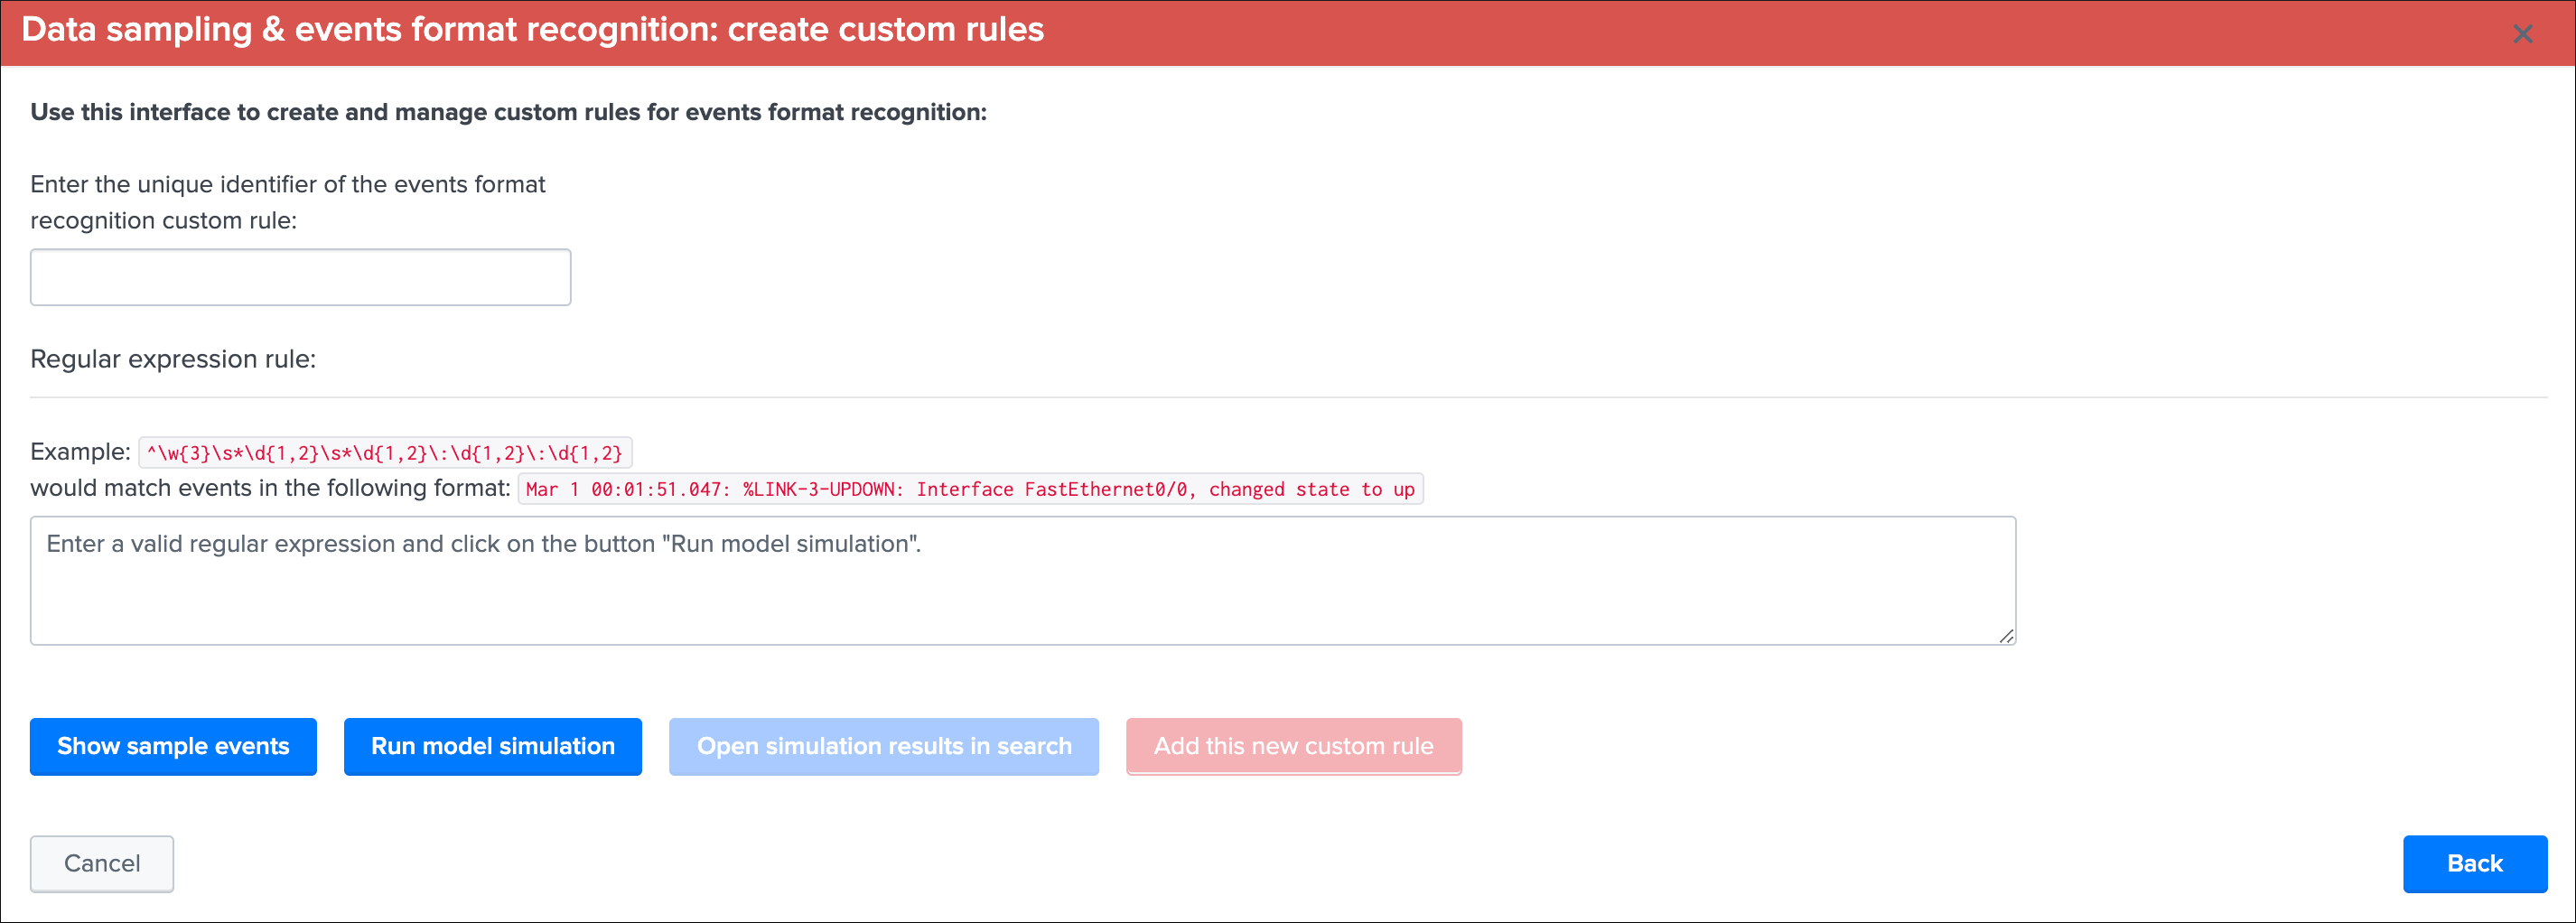 Data sampling & events format recognition: create custom rules
Use this interface to create and manage custom rules for events format recognition:
Enter the unique identifier of the events format
recognition custom rule:
Regular expression rule:
Example: ^\w{3}\s*\d{1,2}\s*\d{1,2}\:\d{1,2}\:\d{1,2}
would match events in the following format: Mar 1 00:01:51.047: %LINK-3-UPDOWN: Interface FastEthernet0/0, changed state to up
Enter a valid regular expression and click on the button "Run model simulation".
Show sample events Run model simulation Open simulation results in search Add this new custom rule
Cancel Back